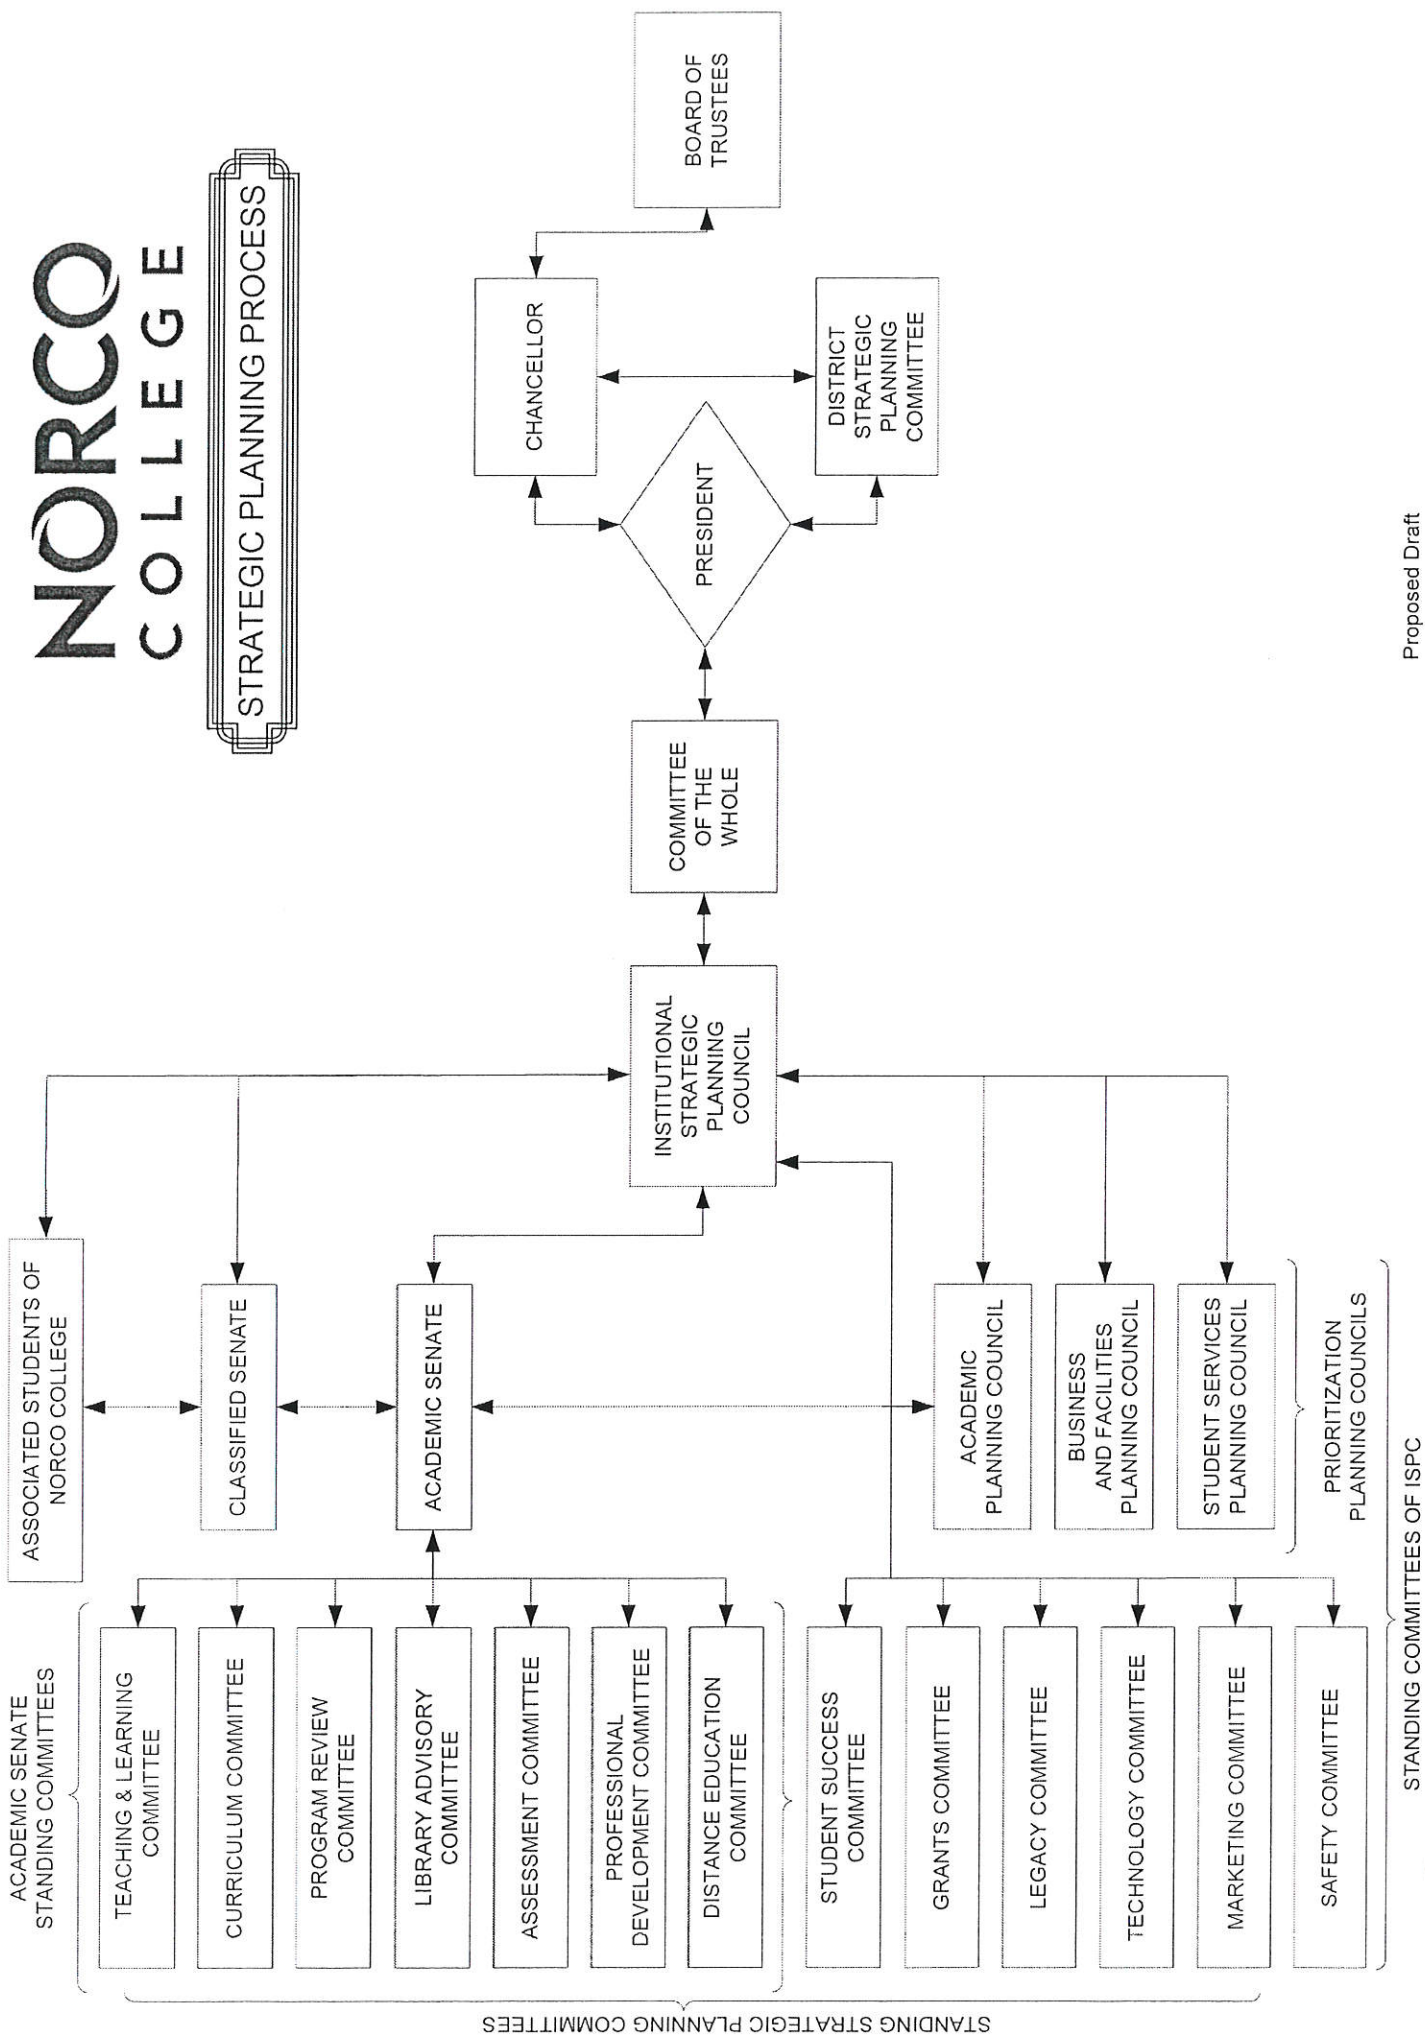 NORCO
COLLEGE
STRATEGIC PLANNING PROCESS
ACADEMIC SENATE
STANDING COMMITTEES
TEACHING & LEARNING
COMMITTEE
CURRICULUM COMMITTEE
PROGRAM REVIEW
COMMITTEE
LIBRARY ADVISORY
COMMITTEE
ASSESSMENT COMMITTEE
PROFESSIONAL
DEVELOPMENT COMMITTEE
DISTANCE EDUCATION
COMMITTEE
STUDENT SUCCESS
COMMITTEE
GRANTS COMMITTEE
LEGACY COMMITTEE
TECHNOLOGY COMMITTEE
MARKETING COMMITTEE
SAFETY COMMITTEE
STANDING STRATEGIC PLANNING COMMITTEES
ASSOCIATED STUDENTS OF
NORCO COLLEGE
CLASSIFIED SENATE
ACADEMIC SENATE
ACADEMIC
PLANNING COUNCIL
BUSINESS
AND FACILITIES
PLANNING COUNCIL
STUDENT SERVICES
PLANNING COUNCIL
PRIORITIZATION
PLANNING COUNCILS
STANDING COMMITTEES OF ISPC
INSTITUTIONAL
STRATEGIC
PLANNING
COUNCIL
COMMITTEE
OF THE
WHOLE
PRESIDENT
CHANCELLOR
DISTRICT
STRATEGIC
PLANNING
COMMITTEE
BOARD OF
TRUSTEES
Proposed Draft